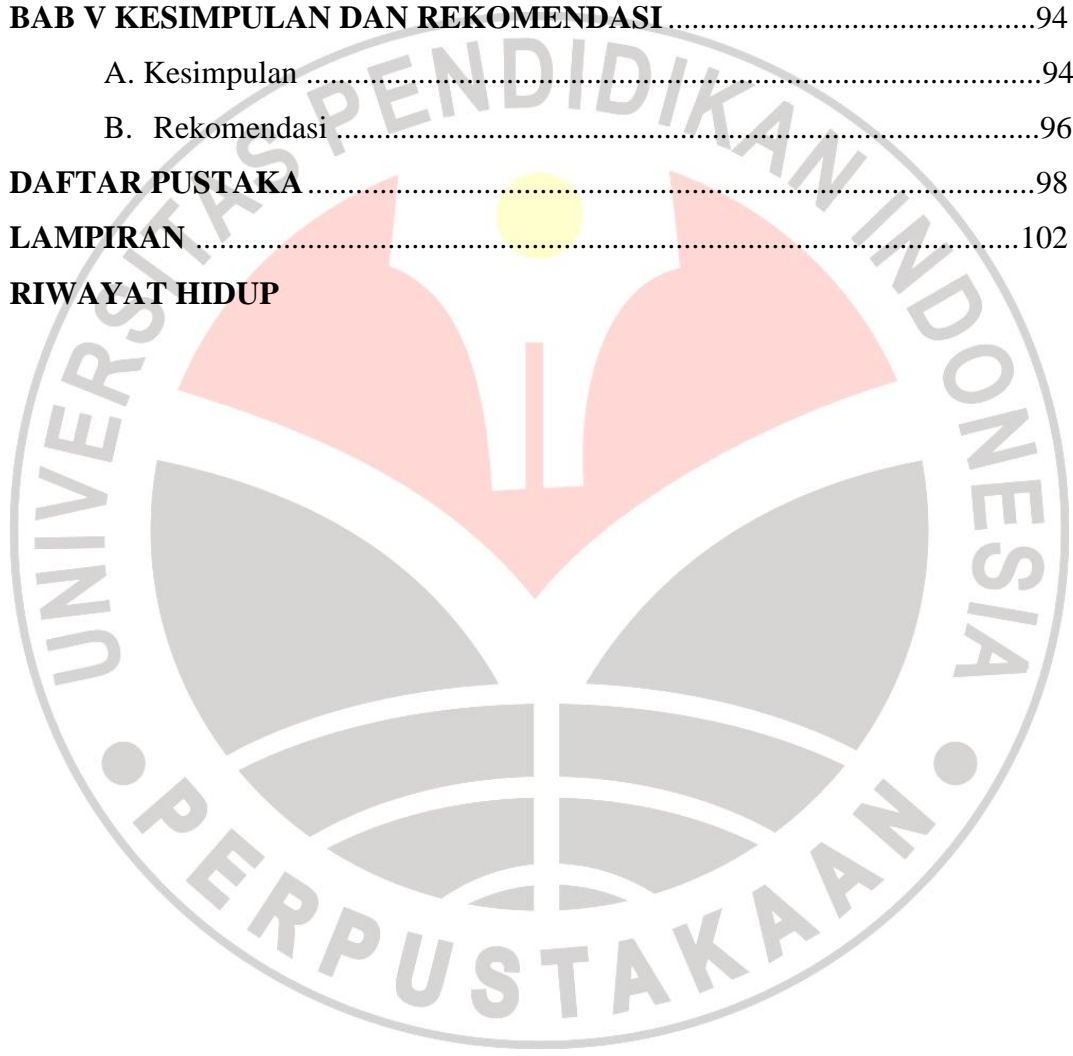 BAB V KESIMPULAN DAN REKOMENDASI ............................................94
A. Kesimpulan ...............................................................................................94
B. Rekomendasi ...........................................................................................96
DAFTAR PUSTAKA ..........................................................................................98
LAMPIRAN .......................................................................................................102
RIWAYAT HIDUP
UNIVERSITAS PENDIDIKAN INDONESIA
PERPUSTAKAAN